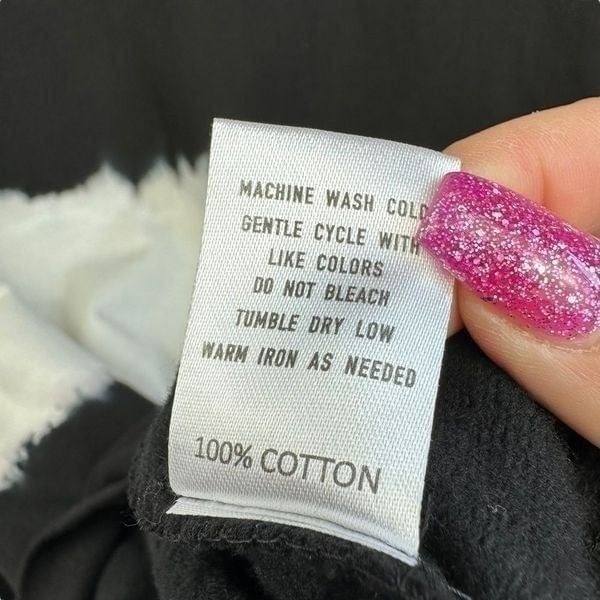 MACHINE WASH COLD
GENTLE CYCLE WITH
LIKE COLORS
DO NOT BLEACH
TUMBLE DRY LOW
WARM IRON AS NEEDED
100% COTTON